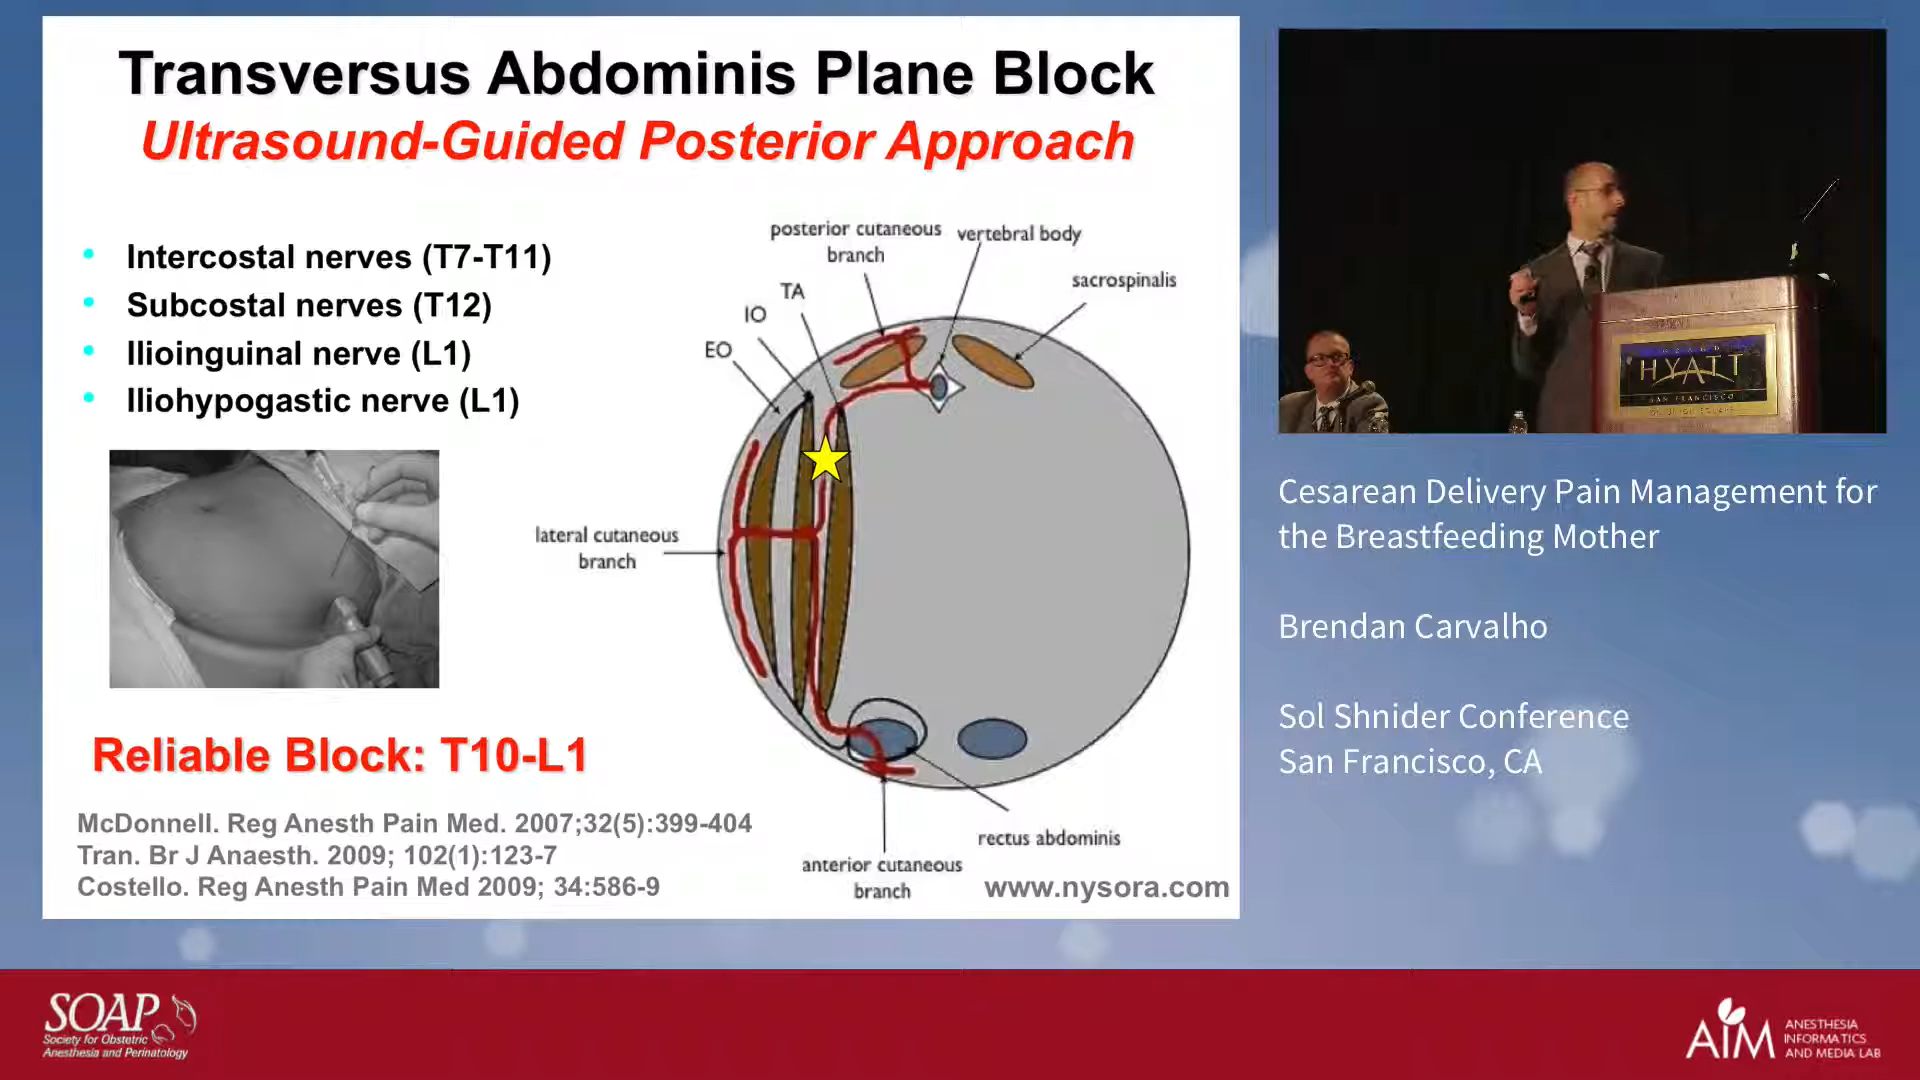 Transversus Abdominis Plane Block
Ultrasound-Guided Posterior Approach
• Intercostal nerves (T7-T11)
• Subcostal nerves (T12)
• Ilioinguinal nerve (L1)
• Iliohypogastic nerve (L1)
posterior cutaneous
branch
vertebral body
sacrospinalis
TA
IO
EO
lateral cutaneous
branch
rectus abdominis
anterior cutaneous
branch
Reliable Block: T10-L1
McDonnell. Reg Anesth Pain Med. 2007;32(5):399-404
Tran. Br J Anaesth. 2009; 102(1):123-7
Costello. Reg Anesth Pain Med 2009; 34:586-9
www.nysora.com
HYATT
SAN FRANCISCO
Cesarean Delivery Pain Management for
the Breastfeeding Mother
Brendan Carvalho
Sol Shnider Conference
San Francisco, CA
SOAP
Society for Obstetric
Anesthesia and Perinatology
AIM
ANESTHESIA
INFORMATICS
AND MEDIA LAB